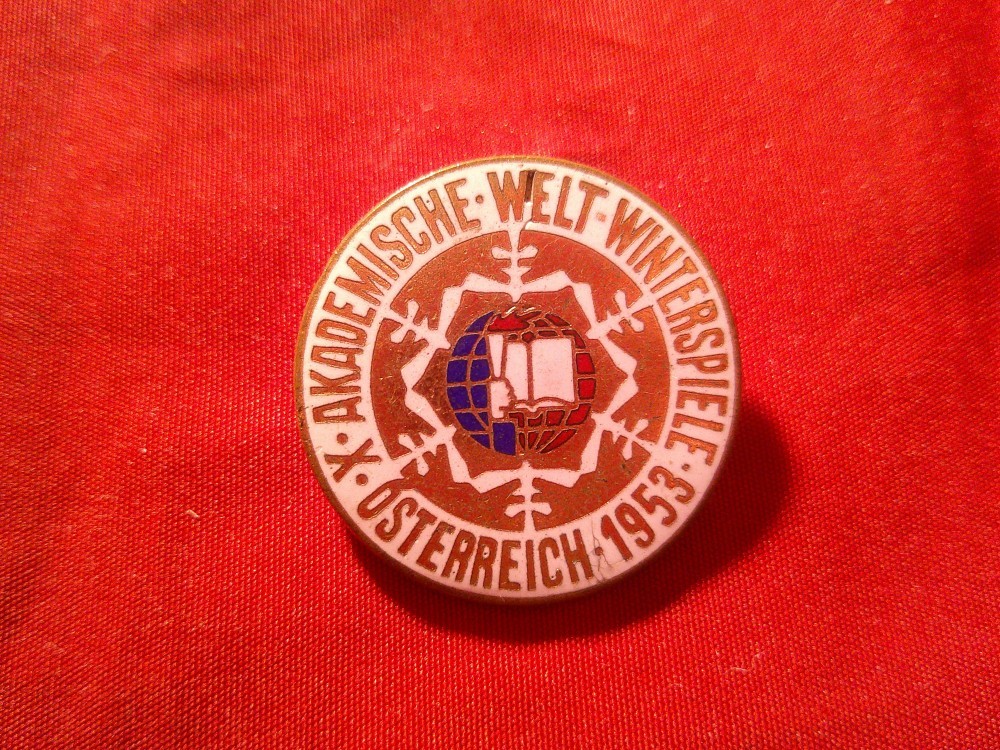 X · AKADEMISCHE · WELT · WINTERSPIELE ·
ÖSTERREICH · 1953 ·